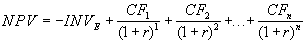 NPV = −INV_E + CF_1/(1+r)^1 + CF_2/(1+r)^2 +...+ CF_n/(1+r)^n